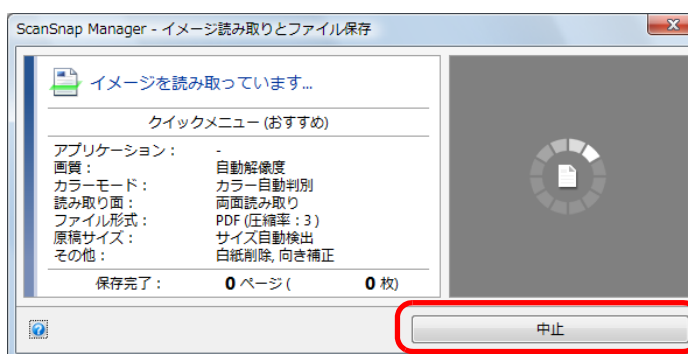 ScanSnap Manager - イメージ読み取りとファイル保存
イメージを読み取っています...
クイックメニュー (おすすめ)
アプリケーション : -
画質 : 自動解像度
カラーモード : カラー自動判別
読み取り面 : 両面読み取り
ファイル形式 : PDF (圧縮率 : 3 )
原稿サイズ : サイズ自動検出
その他 : 白紙削除, 向き補正
保存完了 : 0 ページ ( 0 枚)
中止